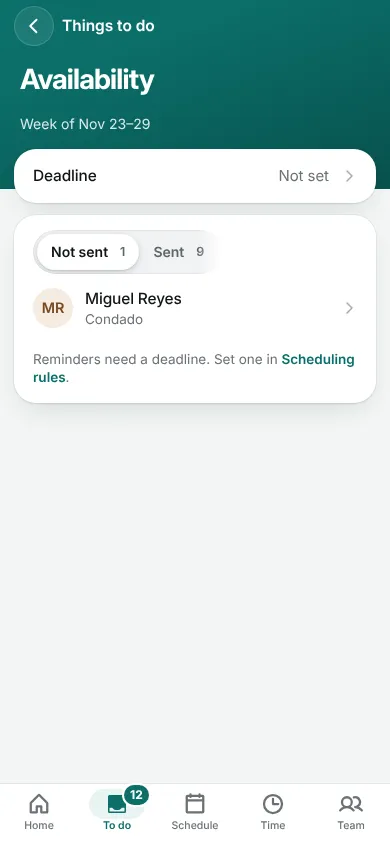 Things to do
Availability
Week of Nov 23–29
Deadline Not set
Not sent 1 Sent 9
MR Miguel Reyes
Condado
Reminders need a deadline. Set one in Scheduling
rules.
12
Home To do Schedule Time Team